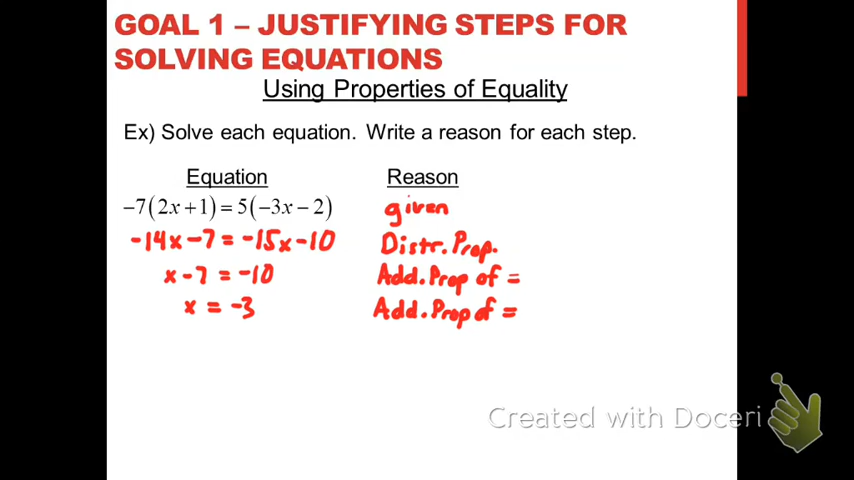 GOAL 1 – JUSTIFYING STEPS FOR
SOLVING EQUATIONS
Using Properties of Equality
Ex) Solve each equation. Write a reason for each step.
Equation Reason
−7(2x+1)=5(−3x−2) given
-14x-7=-15x-10 Distr.Prop.
x-7=-10 Add.Prop of =
x=-3 Add.Prop of =
Created with Doceri